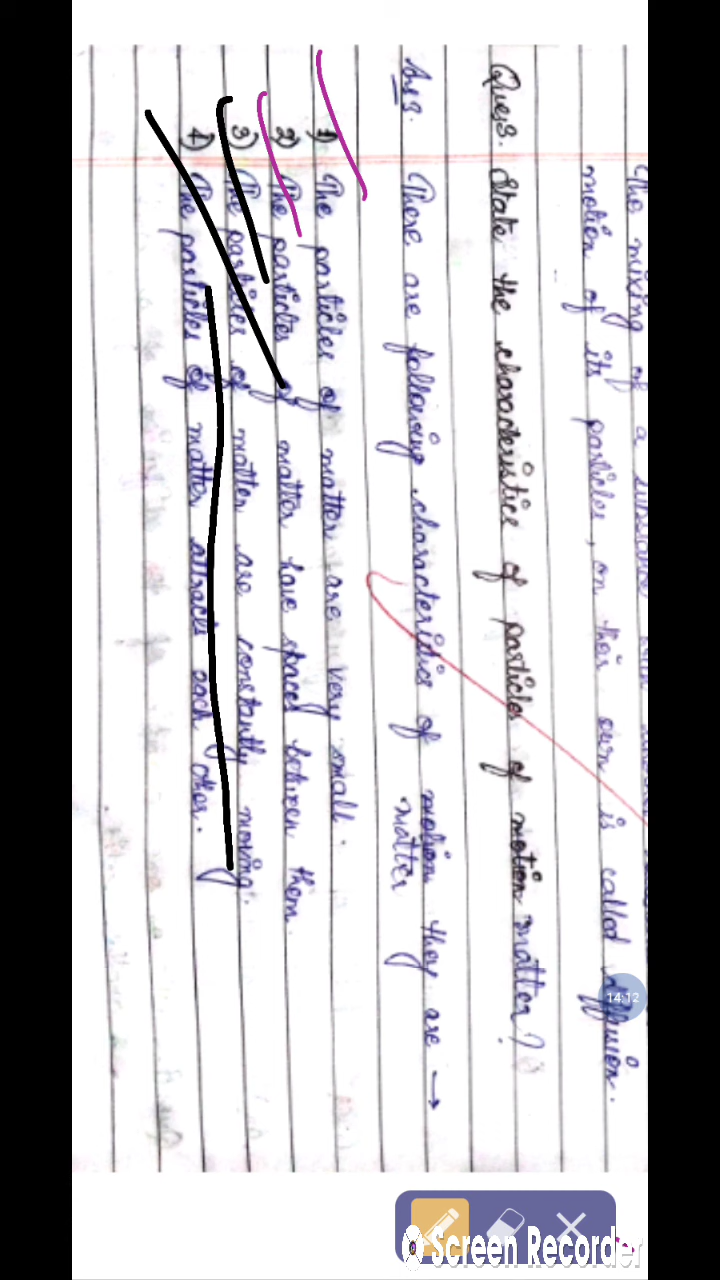 The mixing of a substance
motion of its particles, on their own is called diffusion.
Ques3. State the characteristics of particles of motion matter?
Ans3. There are following characteristics of motion they are →
matter
1) The particles of matter are very small.
2) The particles of matter have spaces between them.
3) The particles of matter are constantly moving.
4) The particles of matter attracts each other.
14:12
Screen Recorder